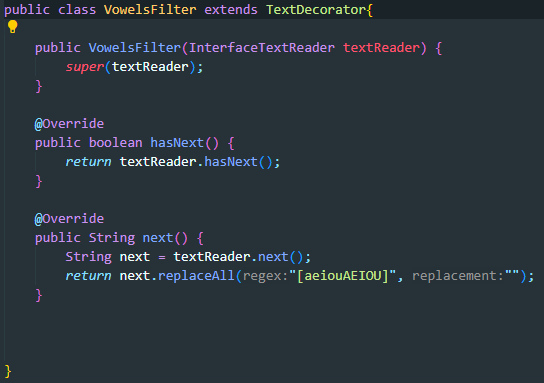 public class VowelsFilter extends TextDecorator{
public VowelsFilter(InterfaceTextReader textReader) {
super(textReader);
}
@Override
public boolean hasNext() {
return textReader.hasNext();
}
@Override
public String next() {
String next = textReader.next();
return next.replaceAll(regex:"[aeiouAEIOU]", replacement:"");
}
}